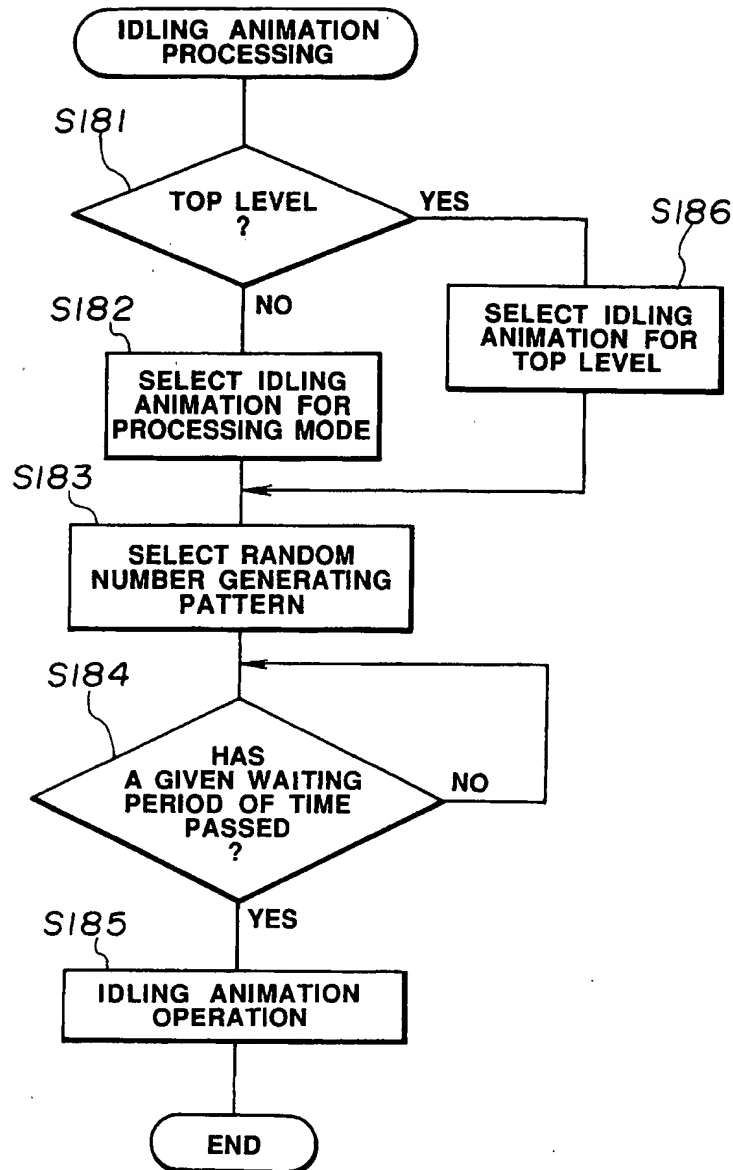 IDLING ANIMATION
PROCESSING
S181
TOP LEVEL
?
YES
NO
S186
SELECT IDLING
ANIMATION FOR
TOP LEVEL
S182
SELECT IDLING
ANIMATION FOR
PROCESSING MODE
S183
SELECT RANDOM
NUMBER GENERATING
PATTERN
S184
HAS
A GIVEN WAITING
PERIOD OF TIME
PASSED
?
NO
YES
S185
IDLING ANIMATION
OPERATION
END